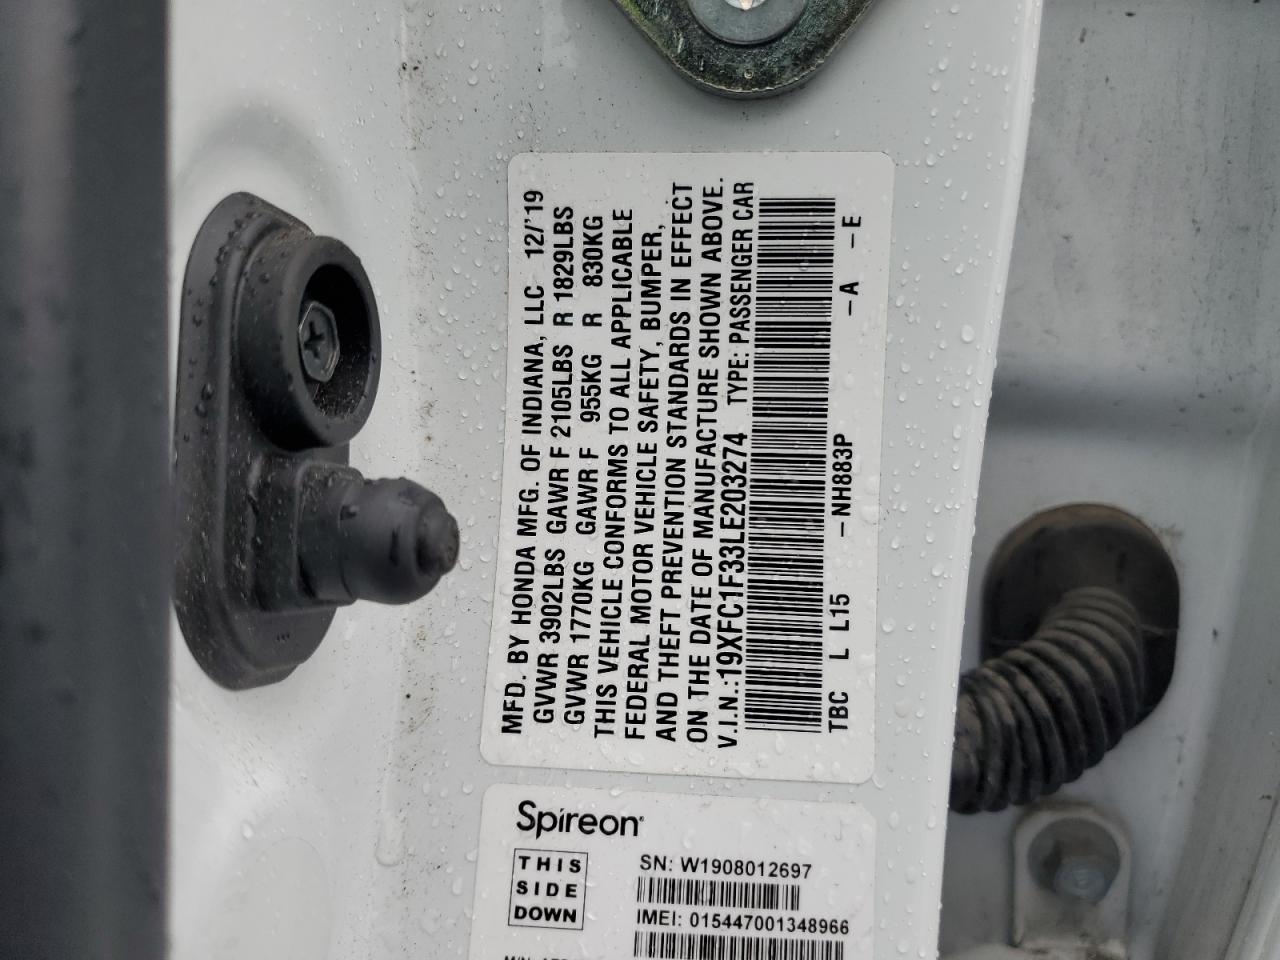 MFD. BY HONDA MFG. OF INDIANA, LLC 12/'19
GVWR 3902LBS GAWR F 2105LBS R 1829LBS
GVWR 1770KG GAWR F 955KG R 830KG
THIS VEHICLE CONFORMS TO ALL APPLICABLE
FEDERAL MOTOR VEHICLE SAFETY, BUMPER,
AND THEFT PREVENTION STANDARDS IN EFFECT
ON THE DATE OF MANUFACTURE SHOWN ABOVE.
V.I.N.:19XFC1F33LE203274 TYPE: PASSENGER CAR
TBC L L15 -NH883P -A -E
Spireon
THIS
SIDE
DOWN
SN: W1908012697
IMEI: 015447001348966